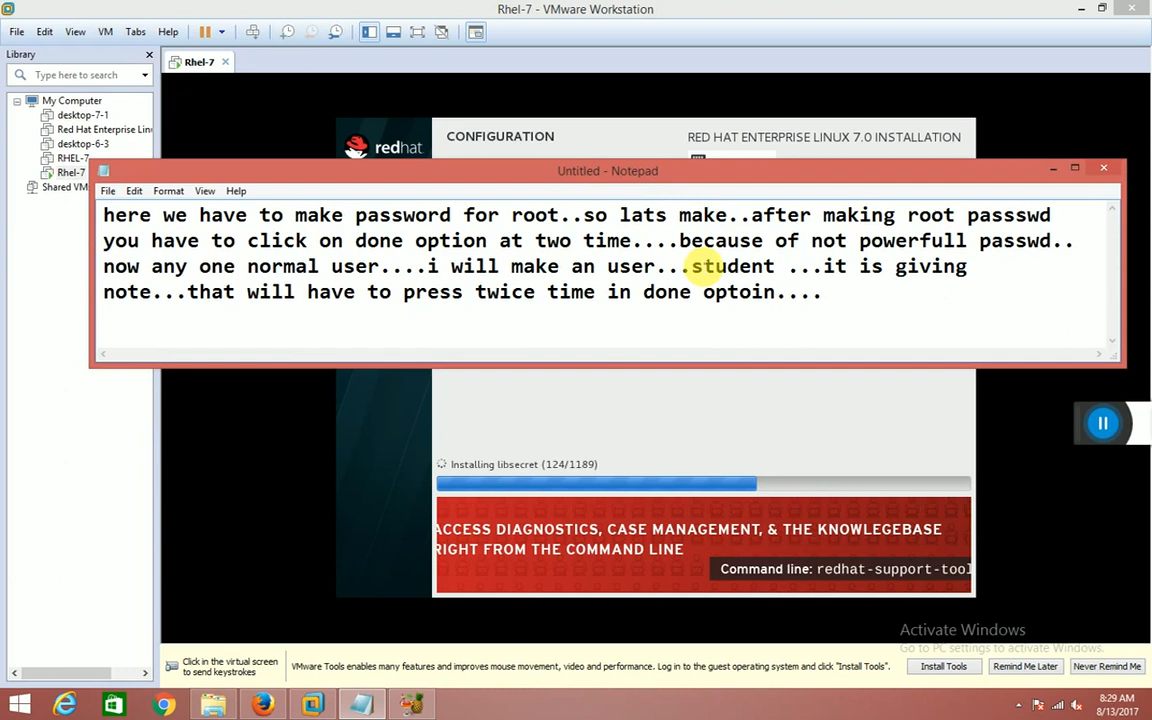 Rhel-7 - VMware Workstation
File Edit View VM Tabs Help
Library
Type here to search
Rhel-7
My Computer
desktop-7-1
Red Hat Enterprise Linu
desktop-6-3
RHEL-7
Rhel-7
Shared VM
redhat
CONFIGURATION
RED HAT ENTERPRISE LINUX 7.0 INSTALLATION
Untitled - Notepad
File Edit Format View Help
here we have to make password for root..so lats make..after making root passswd
you have to click on done option at two time....because of not powerfull passwd..
now any one normal user....i will make an user...student ...it is giving
note...that will have to press twice time in done optoin....
Installing libsecret (124/1189)
ACCESS DIAGNOSTICS, CASE MANAGEMENT, & THE KNOWLEGEBASE
RIGHT FROM THE COMMAND LINE
Command line: redhat-support-tool
Activate Windows
Go to PC settings to activate Windows.
Click in the virtual screen
to send keystrokes
VMware Tools enables many features and improves mouse movement, video and performance. Log in to the guest operating system and click "Install Tools".
Install Tools
Remind Me Later
Never Remind Me
8:29 AM
8/13/2017